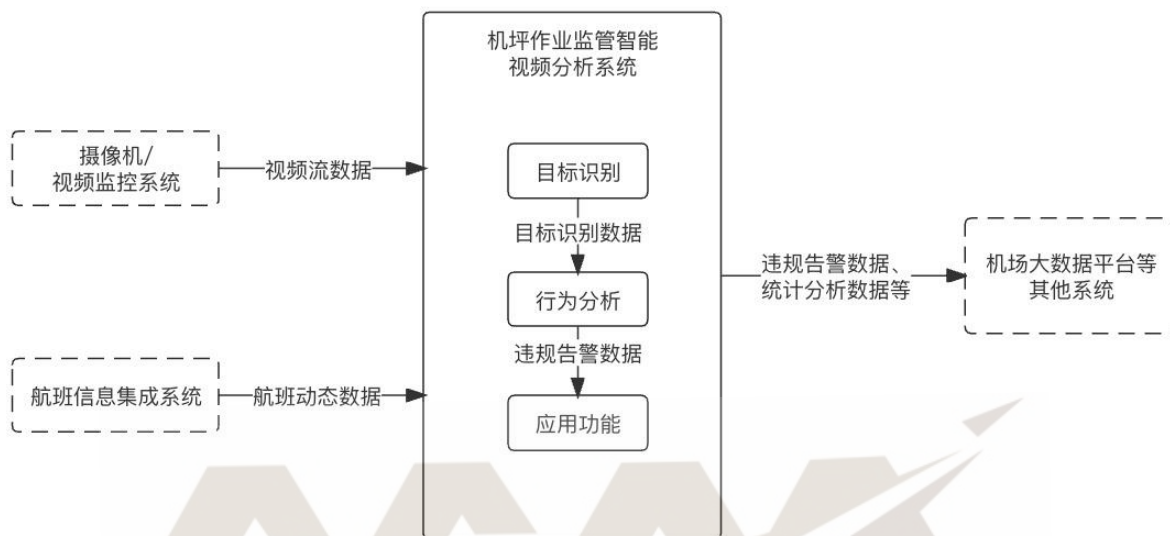 机坪作业监管智能
视频分析系统
摄像机/
视频监控系统
视频流数据
目标识别
目标识别数据
行为分析
违规告警数据
应用功能
航班信息集成系统
航班动态数据
违规告警数据、
统计分析数据等
机场大数据平台等
其他系统